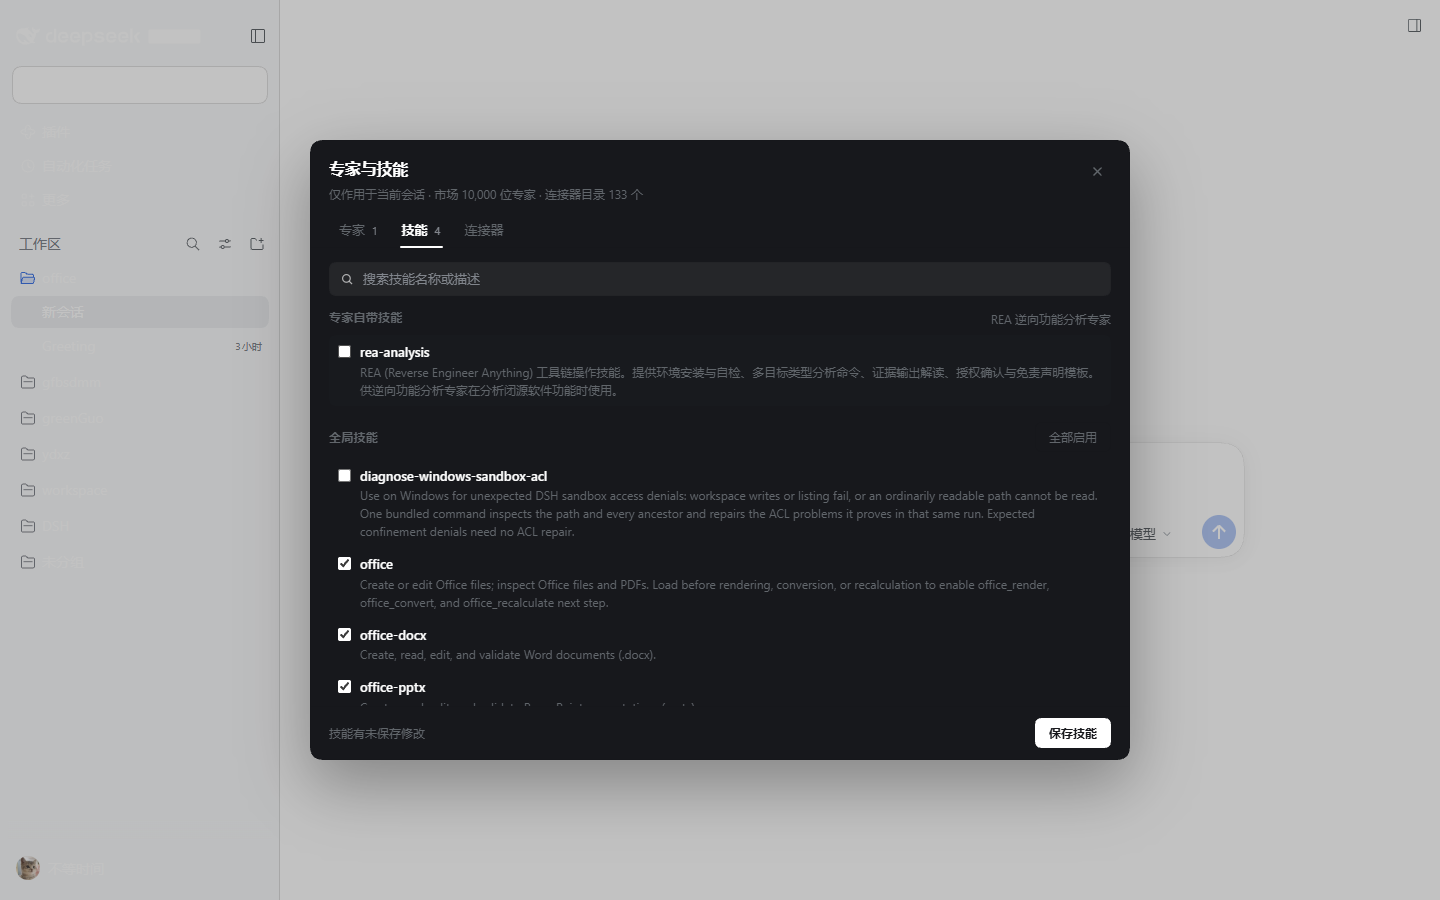 deepseek
工作区
新会话
3 小时
模型
专家与技能
仅作用于当前会话 · 市场 10,000 位专家 · 连接器目录 133 个
专家 1 技能 4 连接器
搜索技能名称或描述
专家自带技能
REA 逆向功能分析专家
rea-analysis
REA (Reverse Engineer Anything) 工具链操作技能。提供环境安装与自检、多目标类型分析命令、证据输出解读、授权确认与免责声明模板。
供逆向功能分析专家在分析闭源软件功能时使用。
全局技能
全部启用
diagnose-windows-sandbox-acl
Use on Windows for unexpected DSH sandbox access denials: workspace writes or listing fail, or an ordinarily readable path cannot be read.
One bundled command inspects the path and every ancestor and repairs the ACL problems it proves in that same run. Expected
confinement denials need no ACL repair.
office
Create or edit Office files; inspect Office files and PDFs. Load before rendering, conversion, or recalculation to enable office_render,
office_convert, and office_recalculate next step.
office-docx
Create, read, edit, and validate Word documents (.docx).
office-pptx
技能有未保存修改
保存技能